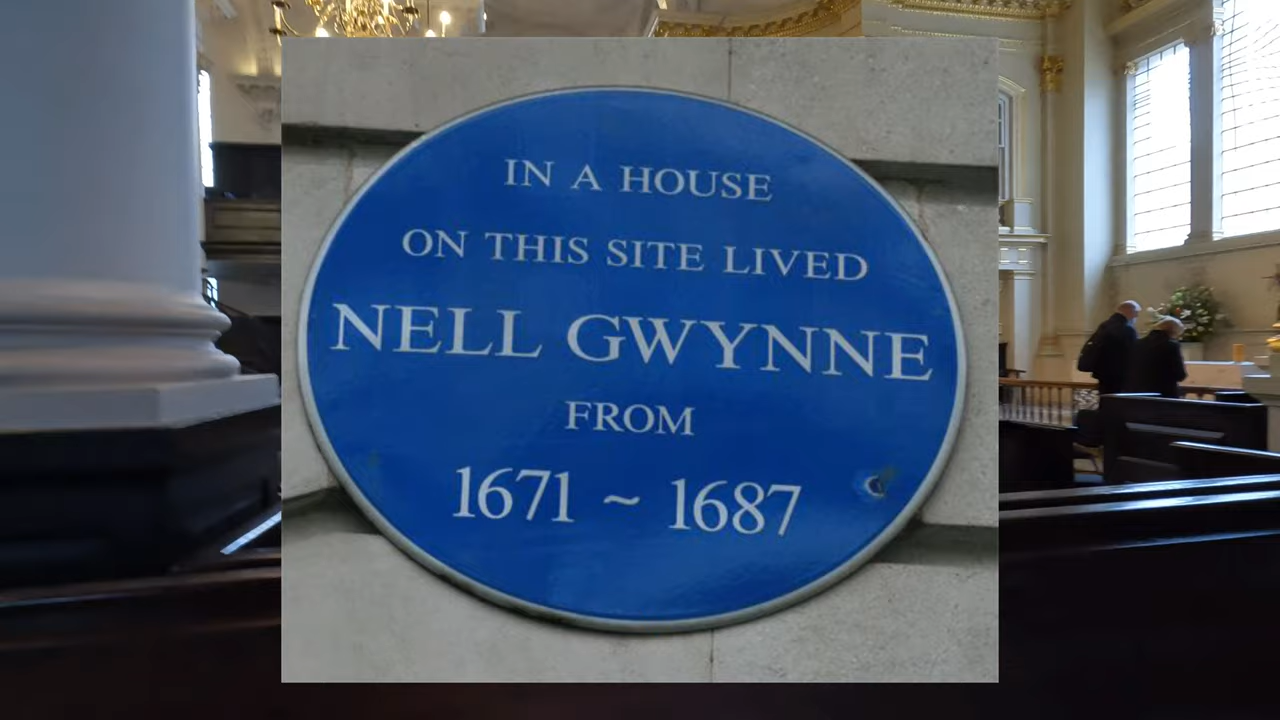 IN A HOUSE
ON THIS SITE LIVED
NELL GWYNNE
FROM
1671 ~ 1687